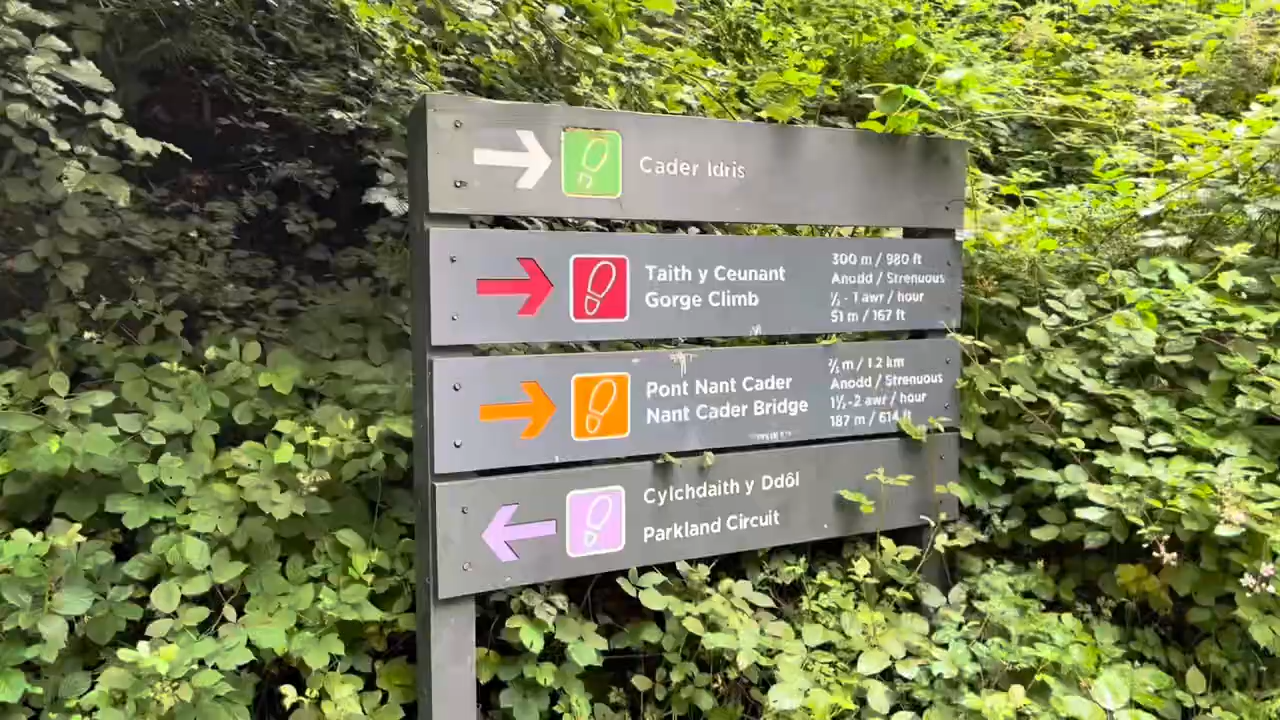 Cader Idris
Taith y Ceunant
Gorge Climb
300 m / 980 ft
Anodd / Strenuous
½ - 1 awr / hour
51 m / 167 ft
Pont Nant Cader
Nant Cader Bridge
m / 1.2 km
Anodd / Strenuous
1½-2 awr / hour
187 m / 614 ft
Cylchdaith y Ddôl
Parkland Circuit